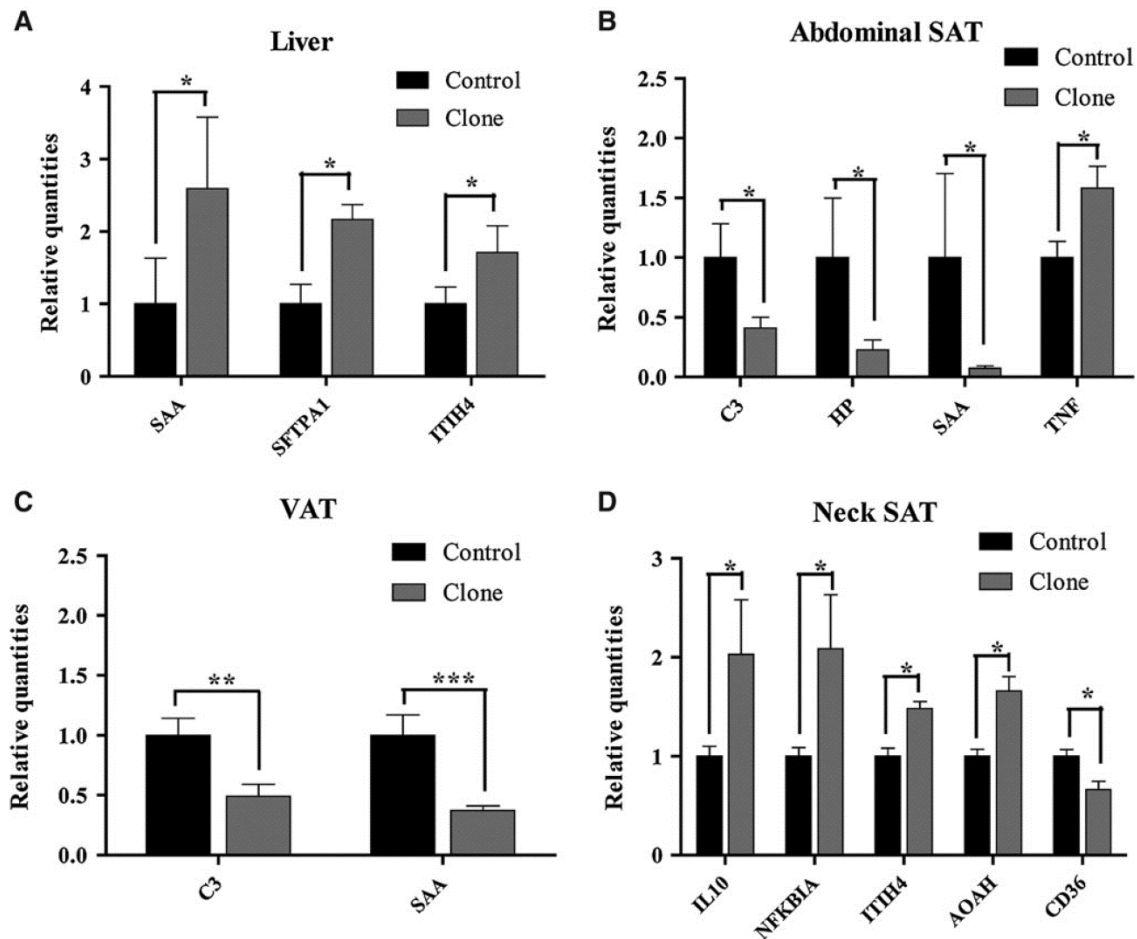 A
Liver
Control
Clone
Relative quantities
4
3
2
1
0
*
*
*
SAA
SFTPA1
ITIH4
B
Abdominal SAT
Control
Clone
Relative quantities
2.5
2.0
1.5
1.0
0.5
0.0
*
*
*
*
C3
HP
SAA
TNF
C
VAT
Control
Clone
Relative quantities
2.5
2.0
1.5
1.0
0.5
0.0
**
***
C3
SAA
D
Neck SAT
Control
Clone
Relative quantities
3
2
1
0
*
*
*
*
*
IL10
NFKBIA
ITIH4
AOAH
CD36